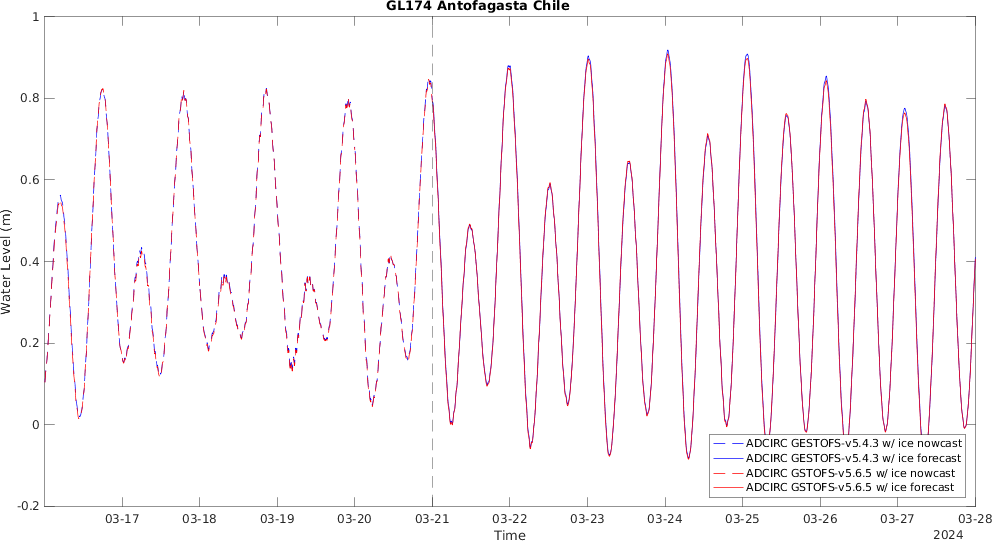 GL174 Antofagasta Chile
1
0.8
0.6
0.4
0.2
0
-0.2
Water Level (m)
03-17 03-18 03-19 03-20 03-21 03-22 03-23 03-24 03-25 03-26 03-27 03-28
Time
2024
ADCIRC GESTOFS-v5.4.3 w/ ice nowcast
ADCIRC GESTOFS-v5.4.3 w/ ice forecast
ADCIRC GSTOFS-v5.6.5 w/ ice nowcast
ADCIRC GSTOFS-v5.6.5 w/ ice forecast